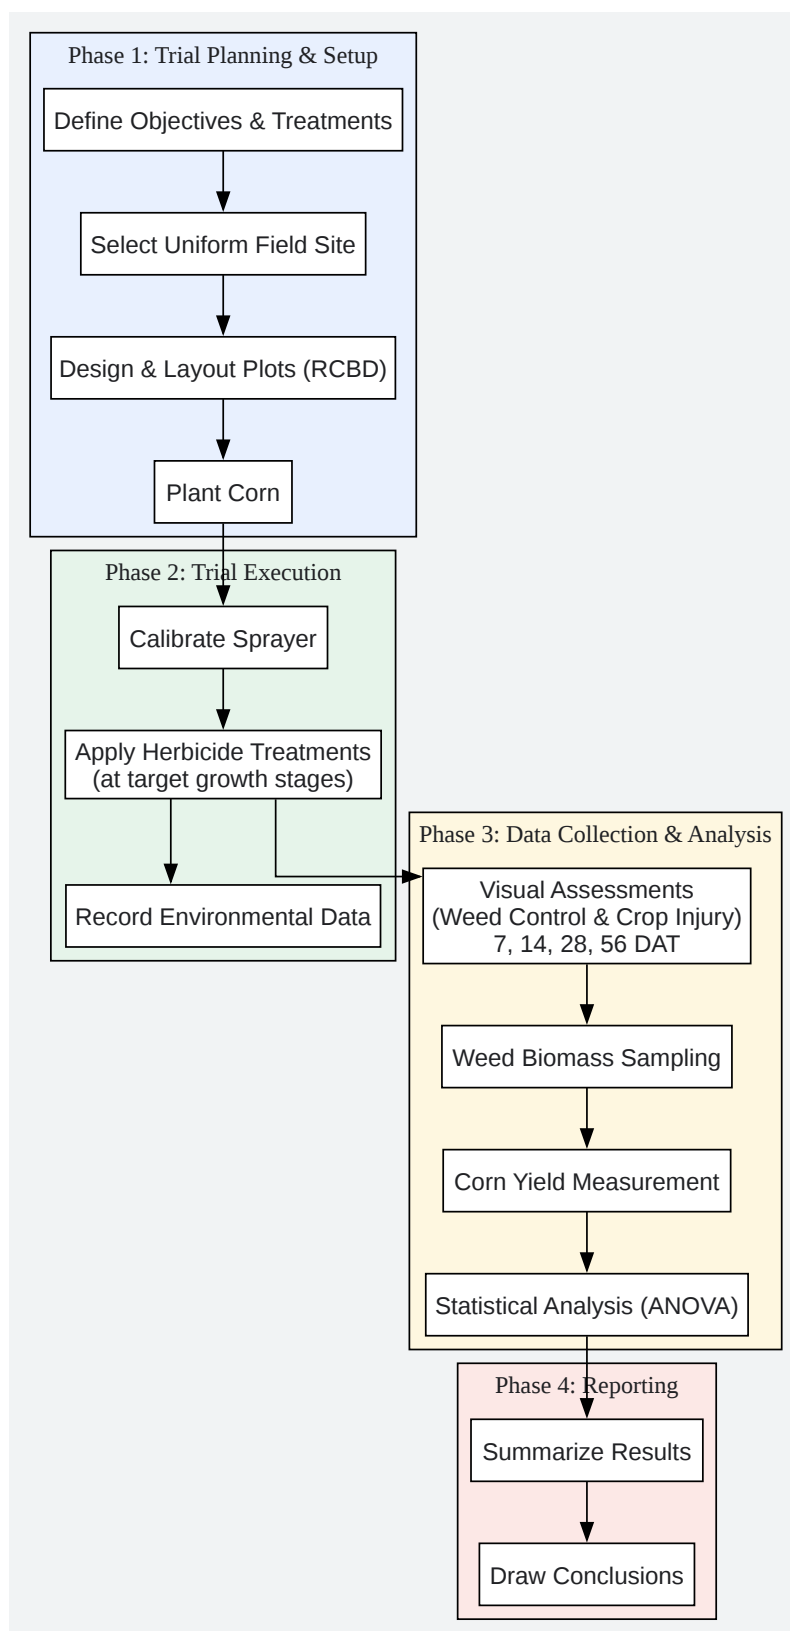 Phase 1: Trial Planning & Setup
Define Objectives & Treatments
Select Uniform Field Site
Design & Layout Plots (RCBD)
Plant Corn
Phase 2: Trial Execution
Calibrate Sprayer
Apply Herbicide Treatments
(at target growth stages)
Record Environmental Data
Phase 3: Data Collection & Analysis
Visual Assessments
(Weed Control & Crop Injury)
7, 14, 28, 56 DAT
Weed Biomass Sampling
Corn Yield Measurement
Statistical Analysis (ANOVA)
Phase 4: Reporting
Summarize Results
Draw Conclusions